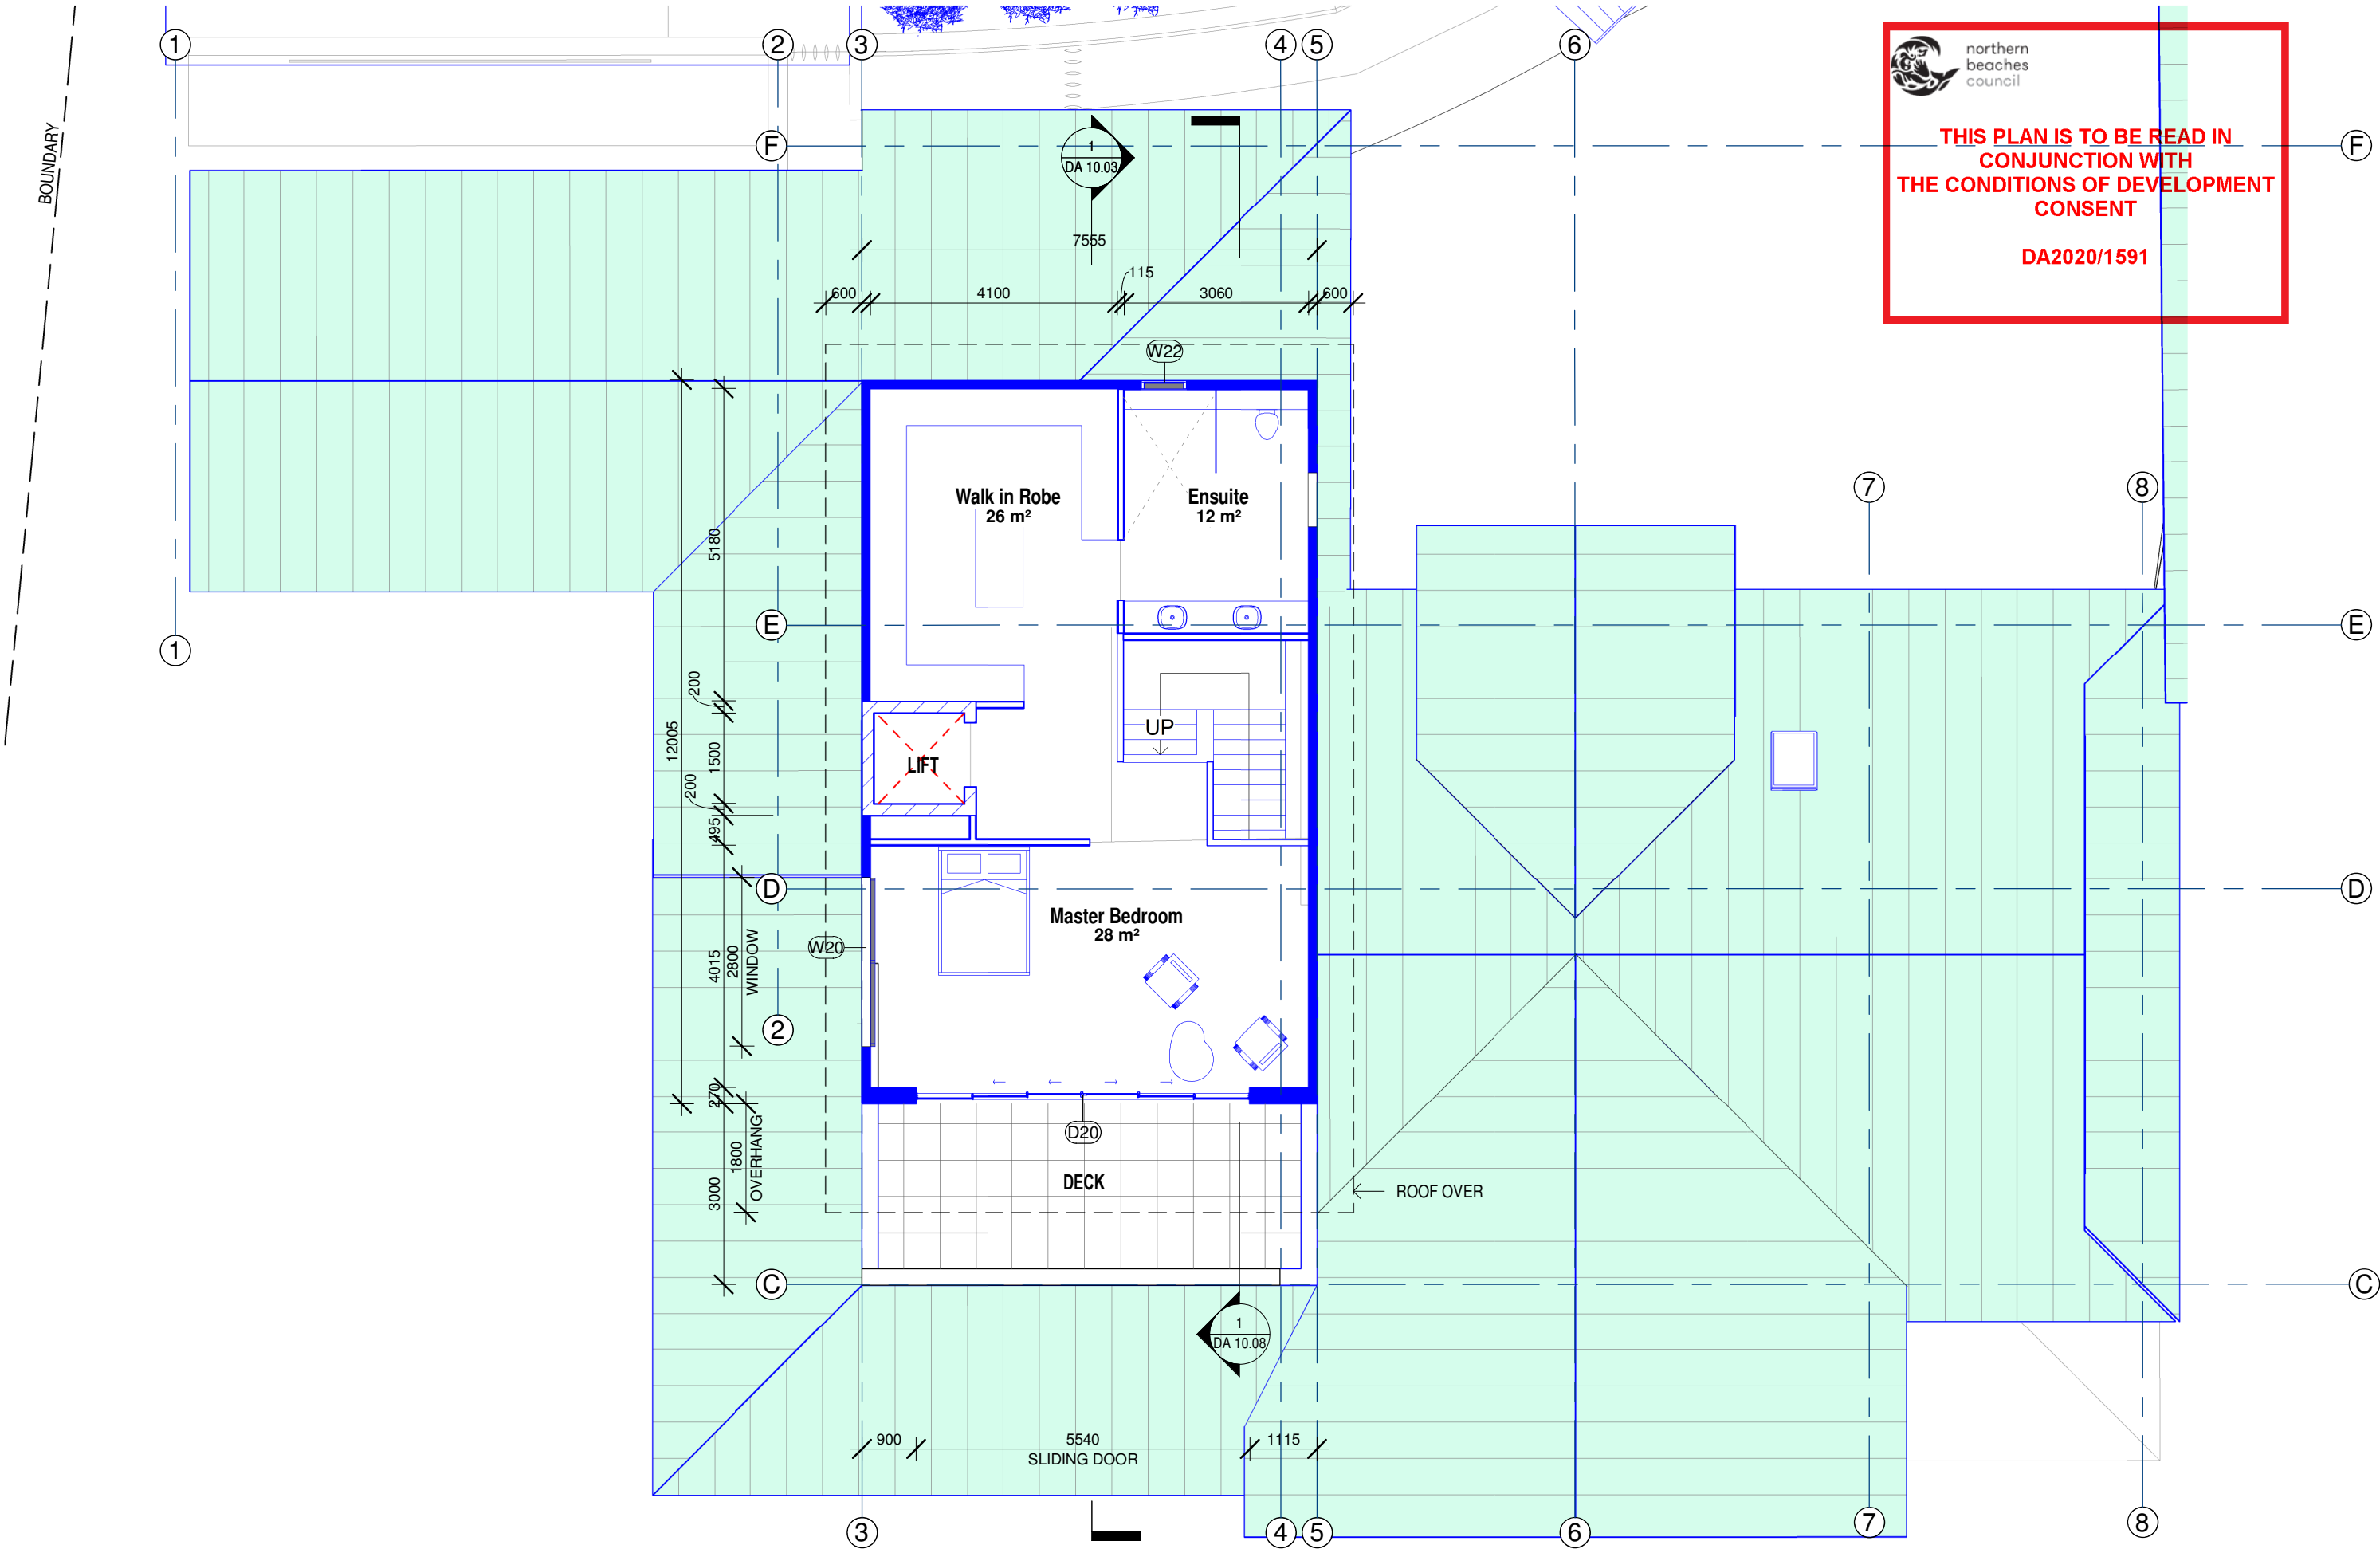 1
2
3
4
5
6
northern
beaches
council
THIS PLAN IS TO BE READ IN
CONJUNCTION WITH
THE CONDITIONS OF DEVELOPMENT
CONSENT
DA2020/1591
BOUNDARY
F
1
DA 10.03
F
7555
115
600
4100
3060
600
W22
7
8
Walk in Robe
26 m²
Ensuite
12 m²
5180
E
E
1
200
12005
1500
200
495
UP
LIFT
D
D
Master Bedroom
28 m²
W20
4015
2800
WINDOW
2
270
1800
OVERHANG
3000
D20
DECK
ROOF OVER
C
C
1
DA 10.08
900
5540
1115
SLIDING DOOR
3
4
5
6
7
8